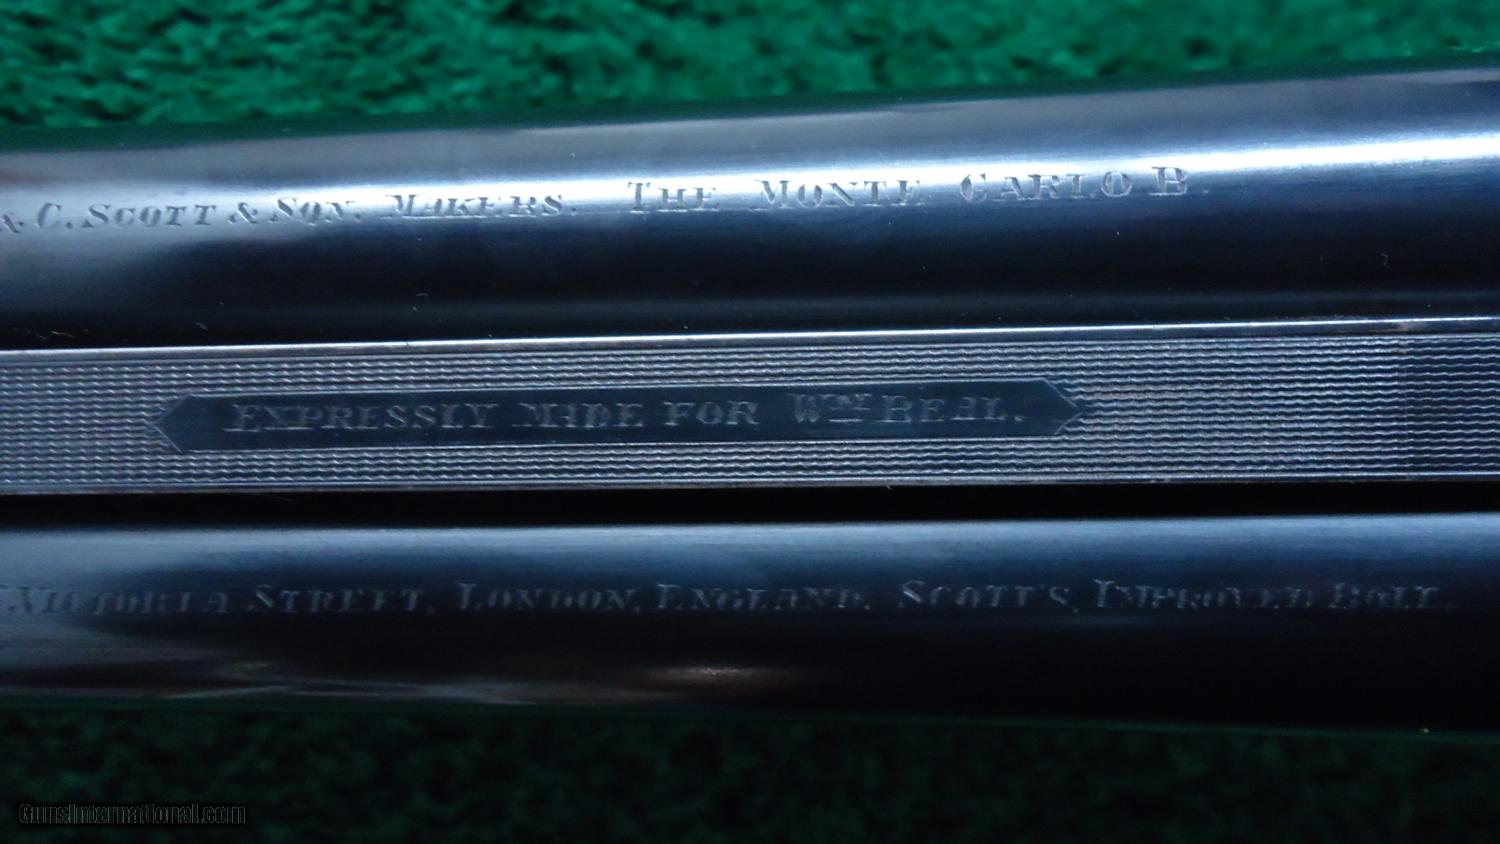 & C. SCOTT & SON. MAKERS. THE MONTE CARLO B.
EXPRESSLY MADE FOR WM BEAL.
VICTORIA STREET, LONDON, ENGLAND. SCOTT'S, IMPROVED BOLT.
GunsInternational.com